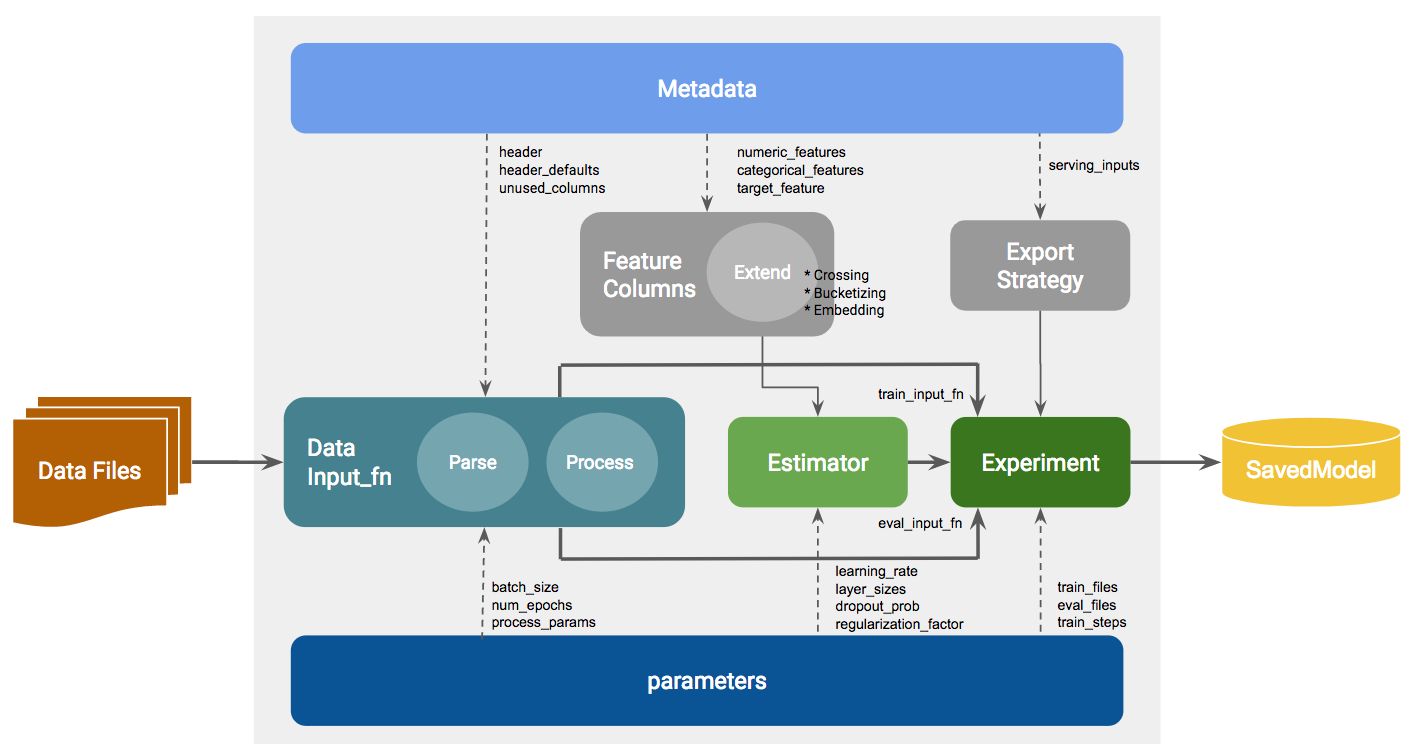 Metadata
header
header_defaults
unused_columns
numeric_features
categorical_features
target_feature
serving_inputs
Feature
Columns
Extend
* Crossing
* Bucketizing
* Embedding
Export
Strategy
train_input_fn
Data Files
Data
Input_fn
Parse
Process
Estimator
Experiment
SavedModel
eval_input_fn
batch_size
num_epochs
process_params
learning_rate
layer_sizes
dropout_prob
regularization_factor
train_files
eval_files
train_steps
parameters